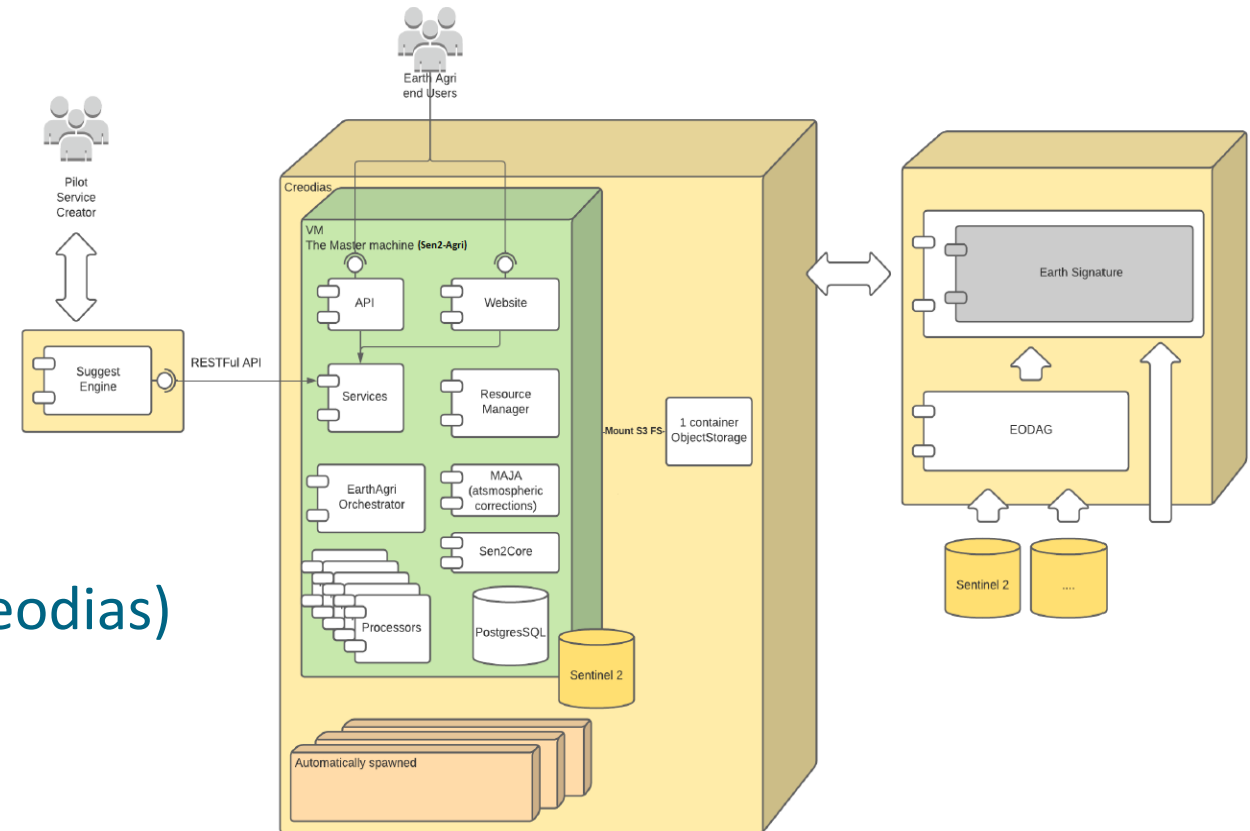 Earth Agri
end Users
Pilot
Service
Creator
Creodias
VM
The Master machine (Sen2-Agri)
API
Website
Earth Signature
Suggest
Engine
RESTFul API
Services
Resource
Manager
-Mount S3 FS-
1 container
ObjectStorage
EODAG
EarthAgri
Orchestrator
MAJA
(atsmospheric
corrections)
Sen2Core
Sentinel 2
....
eodias)
Processors
PostgresSQL
Sentinel 2
Automatically spawned